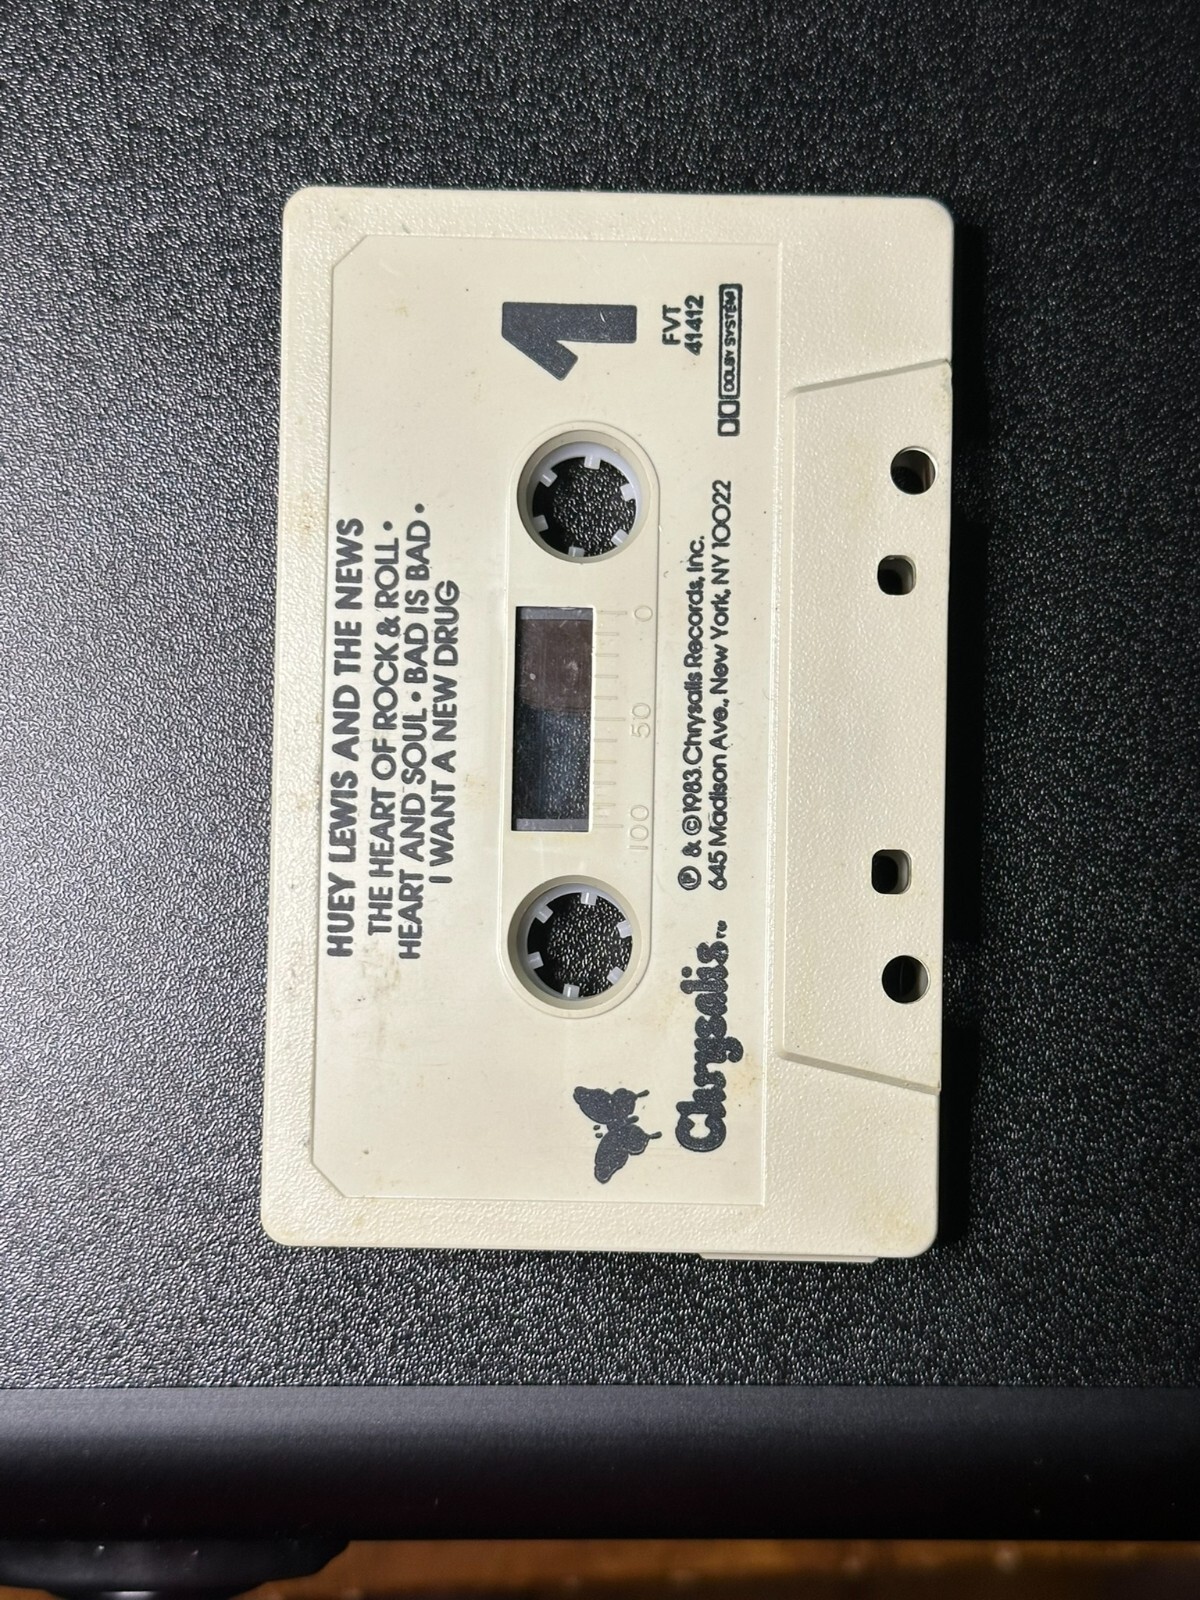 HUEY LEWIS AND THE NEWS
THE HEART OF ROCK & ROLL •
HEART AND SOUL • BAD IS BAD •
I WANT A NEW DRUG
1
100 50 0
FVT
41412
Chrysalis™
℗ & © 1983 Chrysalis Records, Inc.
645 Madison Ave., New York, NY 10022
DOLBY SYSTEM